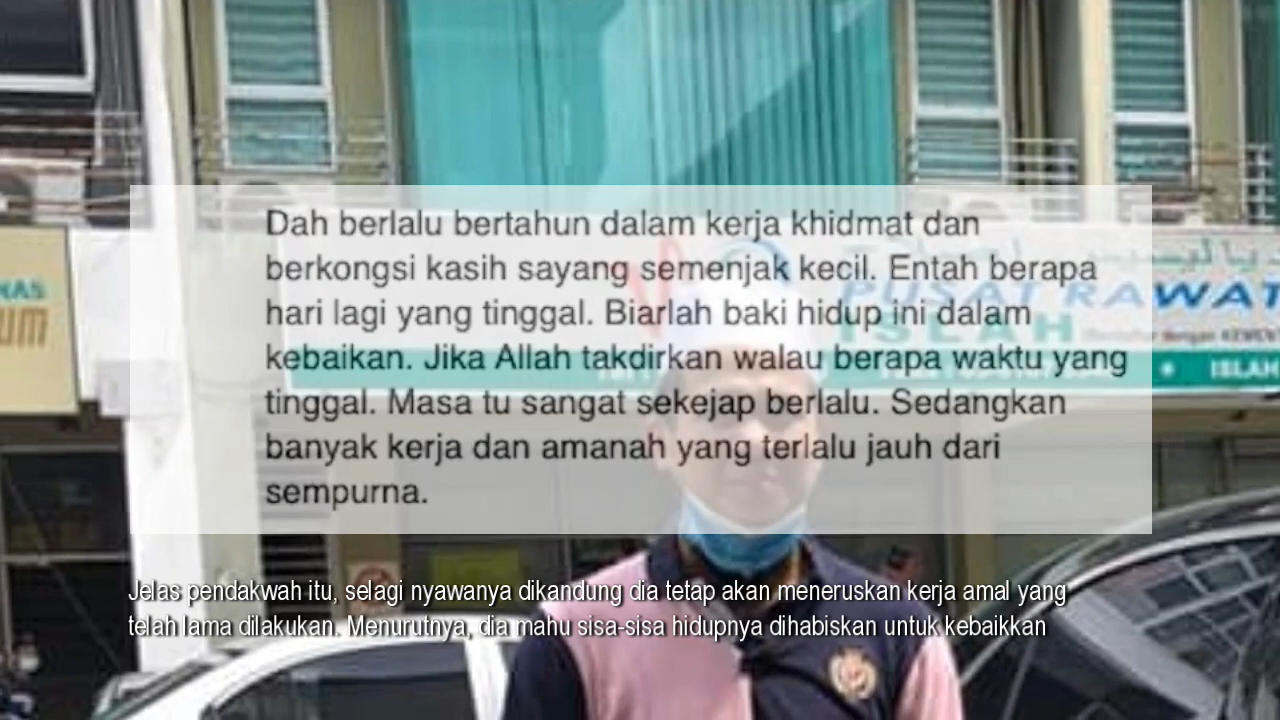 Dah berlalu bertahun dalam kerja khidmat dan
berkongsi kasih sayang semenjak kecil. Entah berapa
hari lagi yang tinggal. Biarlah baki hidup ini dalam
kebaikan. Jika Allah takdirkan walau berapa waktu yang
tinggal. Masa tu sangat sekejap berlalu. Sedangkan
banyak kerja dan amanah yang terlalu jauh dari
sempurna.
PUSAT RAWAT
ISLAH
ISLAH
NAS
UM
Jelas pendakwah itu, selagi nyawanya dikandung dia tetap akan meneruskan kerja amal yang
telah lama dilakukan. Menurutnya, dia mahu sisa-sisa hidupnya dihabiskan untuk kebaikkan